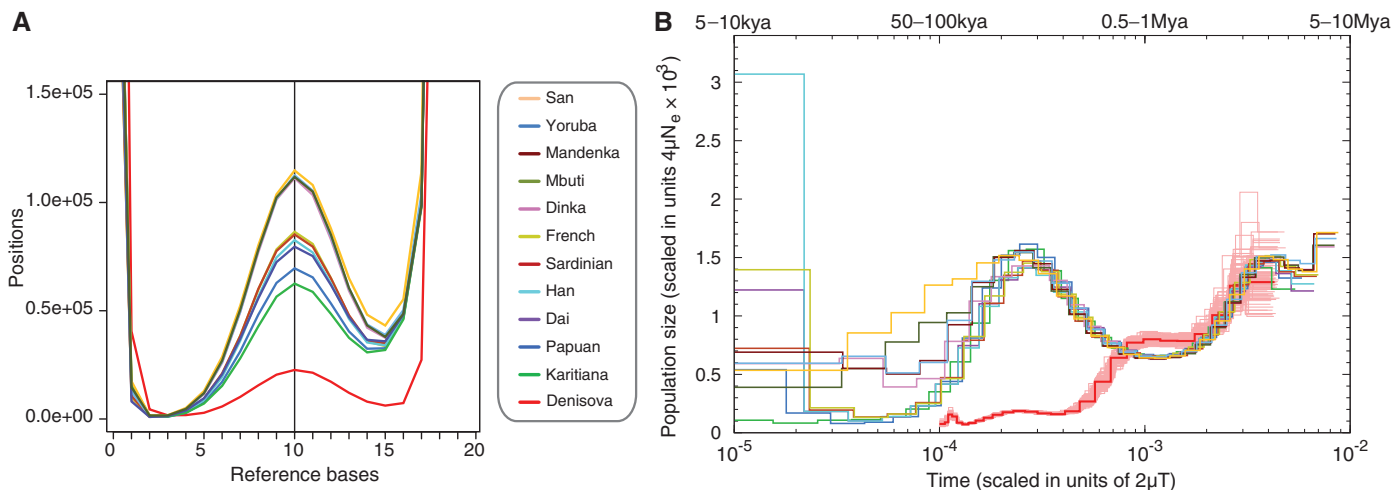 A
Positions
1.5e+05
1.0e+05
0.5e+05
0.0e+00
0 5 10 15 20
Reference bases
San
Yoruba
Mandenka
Mbuti
Dinka
French
Sardinian
Han
Dai
Papuan
Karitiana
Denisova
B
5–10kya 50–100kya 0.5–1Mya 5–10Mya
Population size (scaled in units 4μNₑ × 10³)
3
2.5
2
1.5
1
0.5
0
10⁻⁵ 10⁻⁴ 10⁻³ 10⁻²
Time (scaled in units of 2μT)